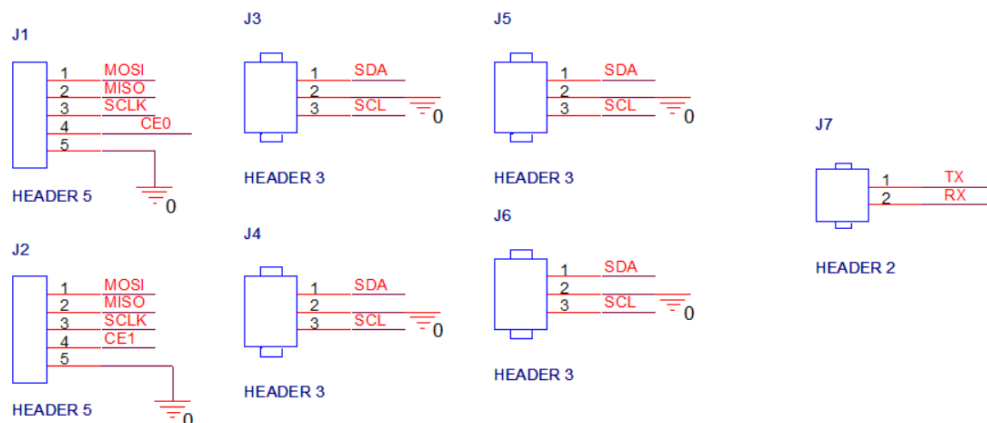 J1
1 MOSI
2 MISO
3 SCLK
4 CE0
5
0
HEADER 5
J3
1 SDA
2
3 SCL
0
HEADER 3
J5
1 SDA
2
3 SCL
0
HEADER 3
J7
1 TX
2 RX
HEADER 2
J2
1 MOSI
2 MISO
3 SCLK
4 CE1
5
0
HEADER 5
J4
1 SDA
2
3 SCL
0
HEADER 3
J6
1 SDA
2
3 SCL
0
HEADER 3